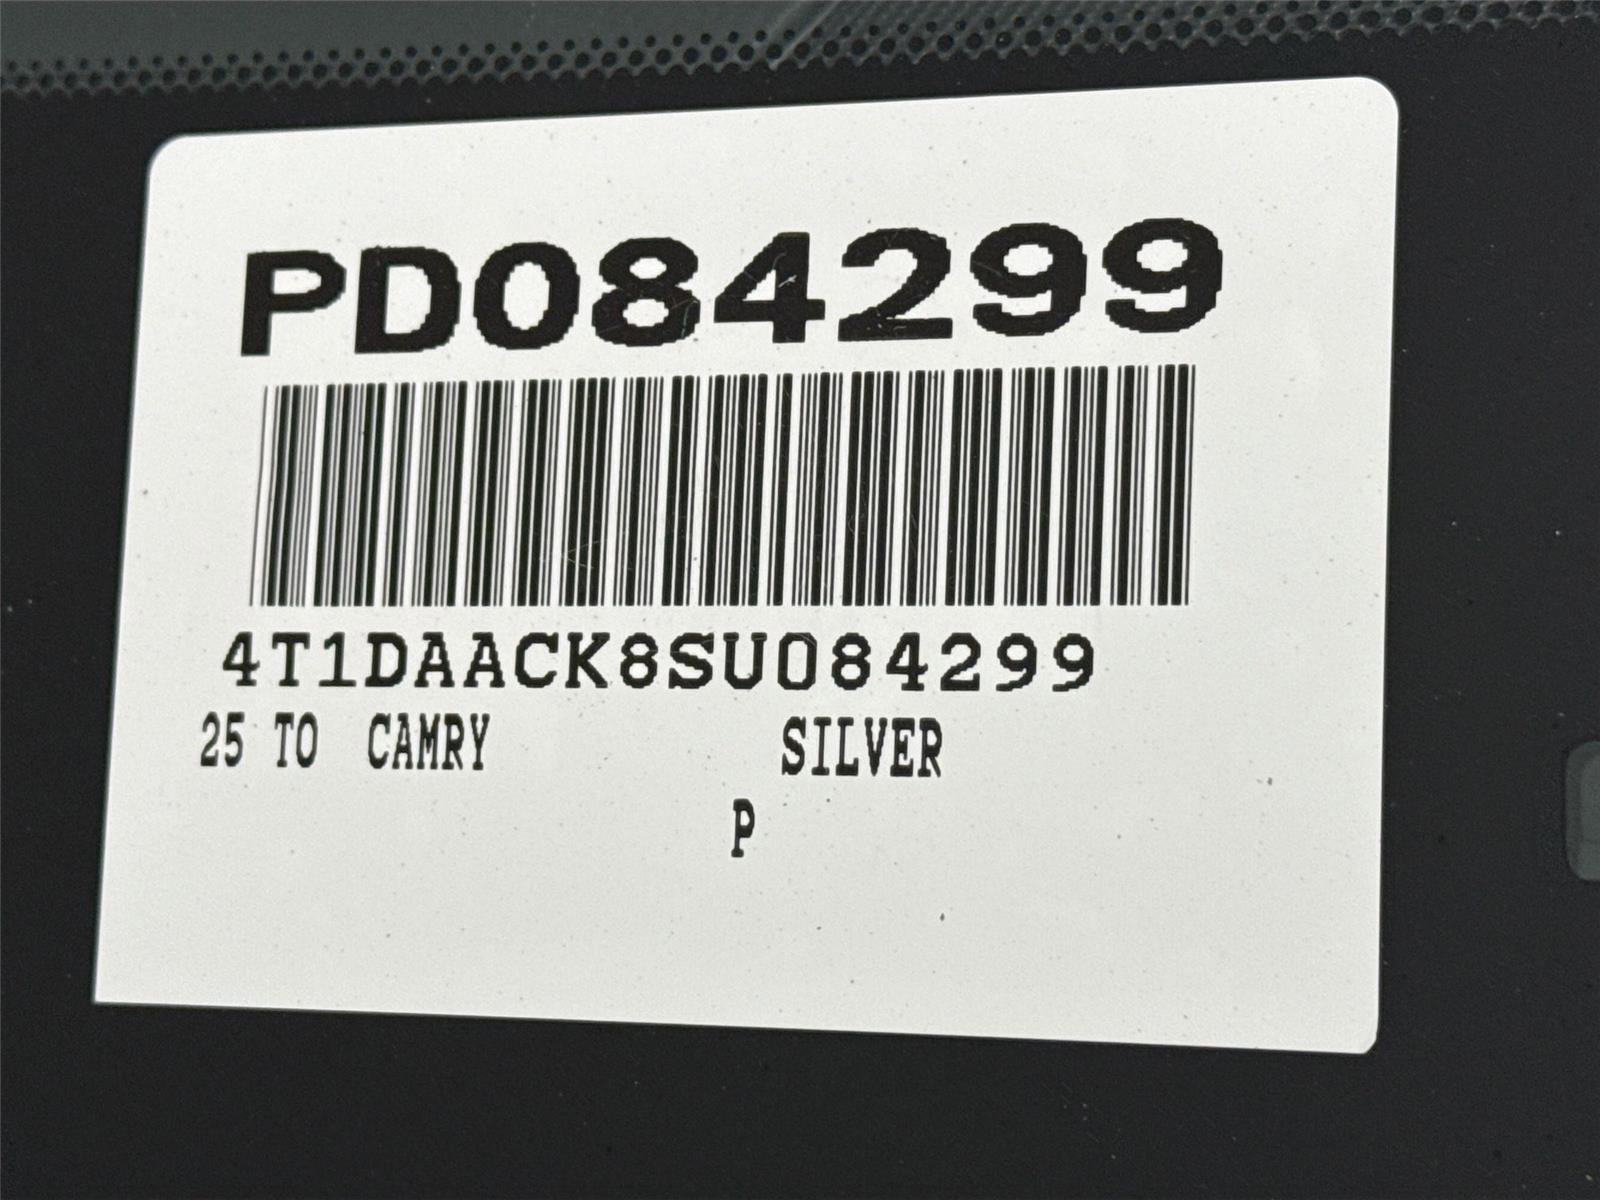 PD084299
4T1DAACK8SU084299
25 TO CAMRY SILVER
P